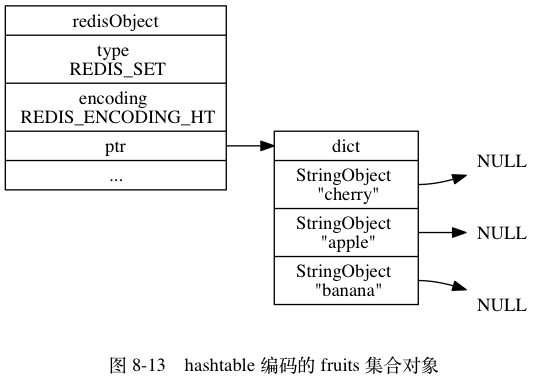 redisObject
type
REDIS_SET
encoding
REDIS_ENCODING_HT
ptr
...
dict
StringObject
"cherry"
StringObject
"apple"
StringObject
"banana"
NULL
NULL
NULL
图 8-13 hashtable 编码的 fruits 集合对象